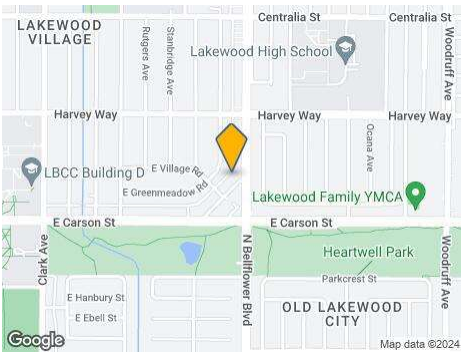 Centralia St
Centralia St
LAKEWOOD
VILLAGE
Rutgers Ave
Stanbridge Ave
Lakewood High School
Woodruff Ave
Harvey Way
Harvey Way
Harvey Way
Ocana Ave
LBCC Building D
E Village Rd
E Greenmeadow Rd
Lakewood Family YMCA
E Carson St
E Carson St
Clark Ave
N Bellflower Blvd
Heartwell Park
Woodruff Ave
Parkcrest St
E Hanbury St
E Ebell St
OLD LAKEWOOD
CITY
Google
Map data ©2024